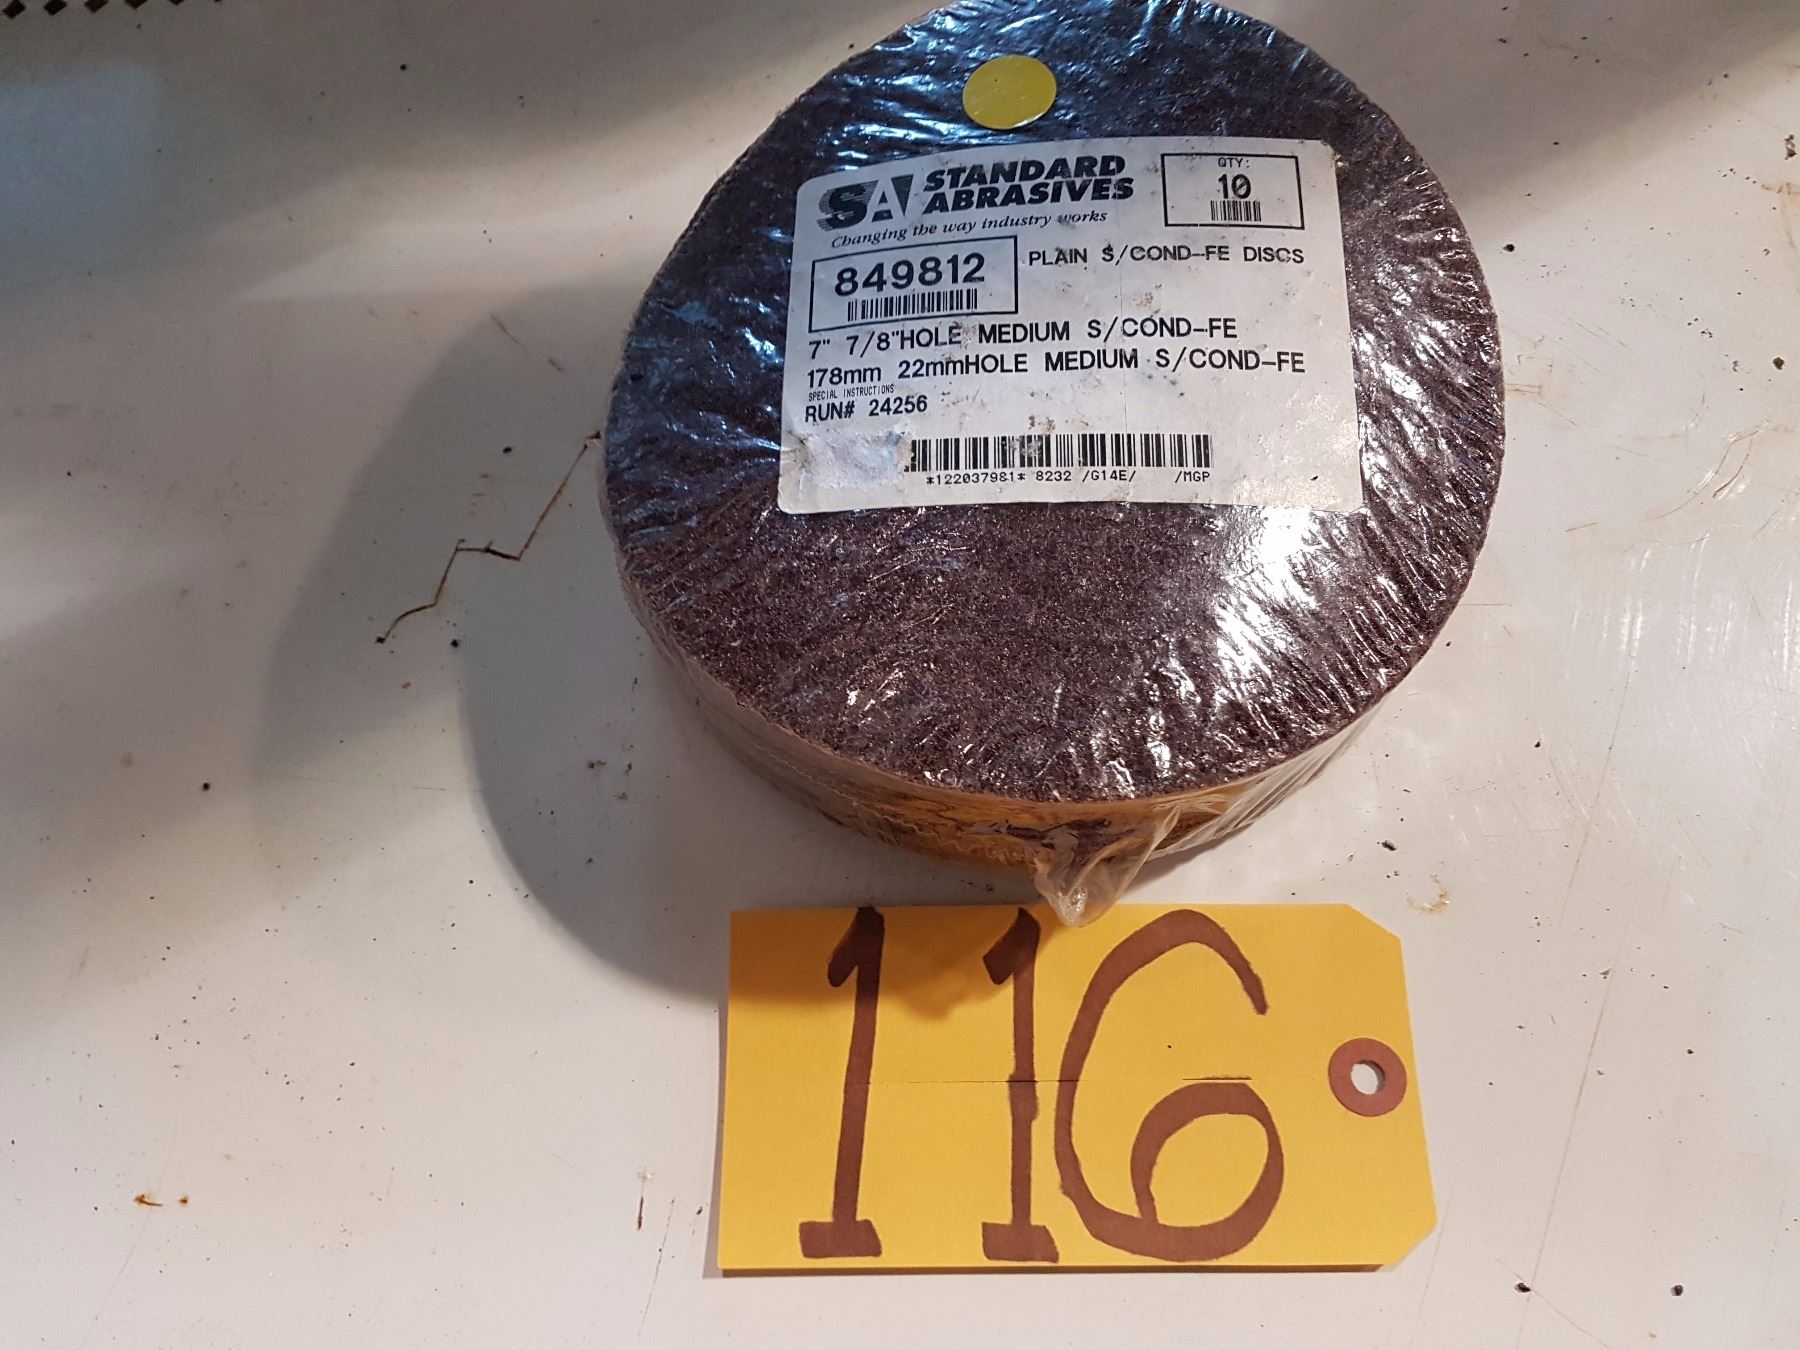 SA STANDARD ABRASIVES
Changing the way industry works
QTY:
10
849812
PLAIN S/COND-FE DISCS
7" 7/8"HOLE MEDIUM S/COND-FE
178mm 22mmHOLE MEDIUM S/COND-FE
SPECIAL INSTRUCTIONS
RUN# 24256
*122037981* 8232 /G14E/ /MGP
116